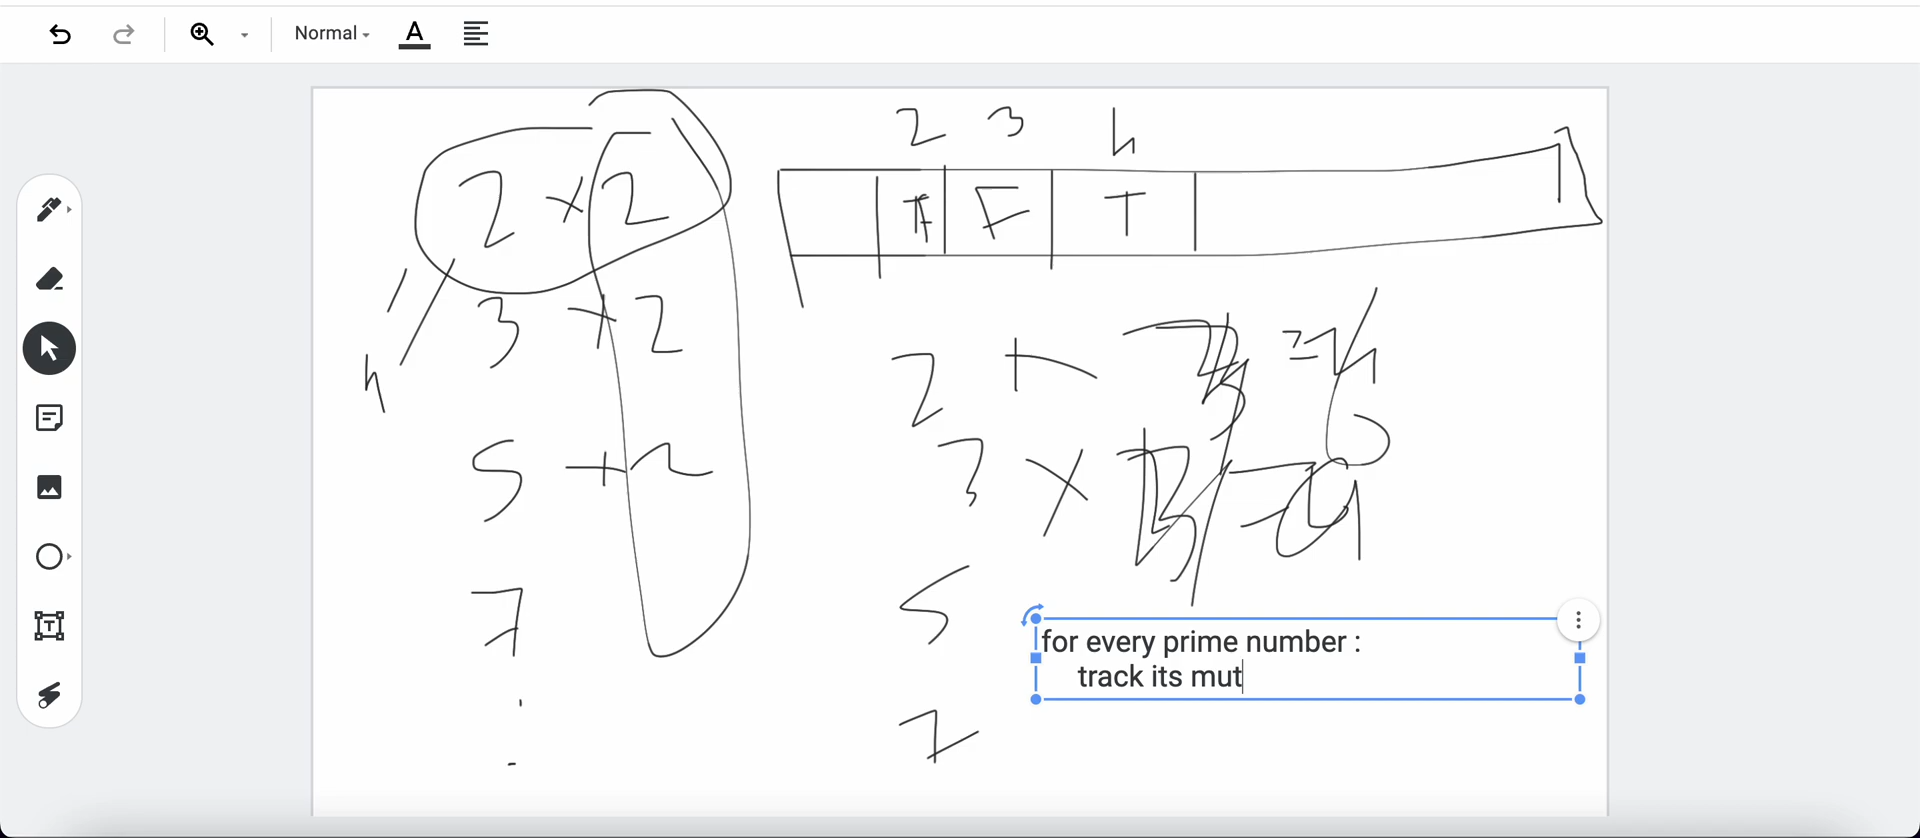 Normal
A
2 3 4
F F T
2 × 2
3 × 2
4
5 × 2
7
2 ×
3 ×
5
7
for every prime number :
track its mut